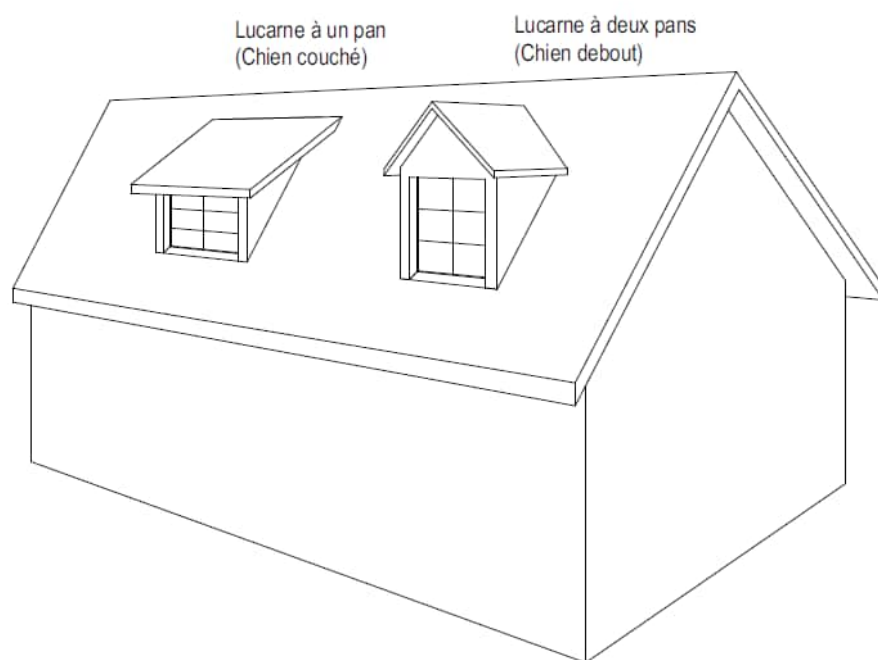 Lucarne à un pan
(Chien couché)
Lucarne à deux pans
(Chien debout)